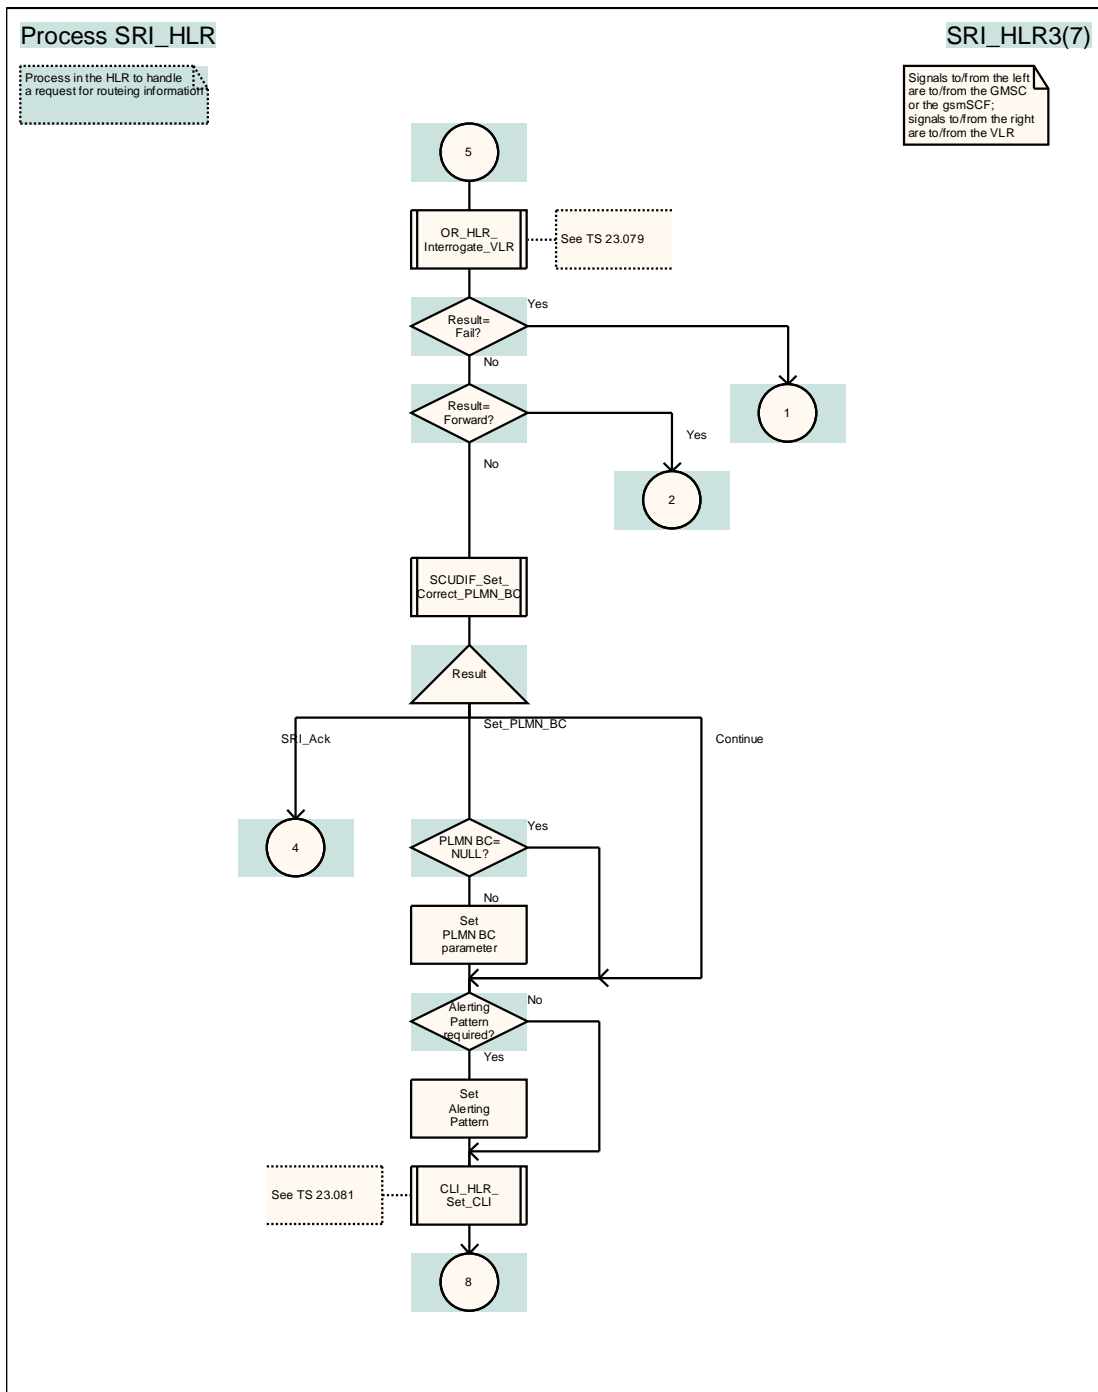 Process SRI_HLR
SRI_HLR3(7)
Process in the HLR to handle
a request for routeing information
Signals to/from the left
are to/from the GMSC
or the gsmSCF;
signals to/from the right
are to/from the VLR
5
OR_HLR_
Interrogate_VLR
See TS 23.079
Yes
Result=
Fail?
No
Result=
Forward?
1
Yes
No
2
SCUDIF_Set_
Correct_PLMN_BC
Result
Set_PLMN_BC
SRI_Ack
Continue
Yes
4
PLMN BC=
NULL?
No
Set
PLMN BC
parameter
No
Alerting
Pattern
required?
Yes
Set
Alerting
Pattern
See TS 23.081
CLI_HLR_
Set_CLI
8